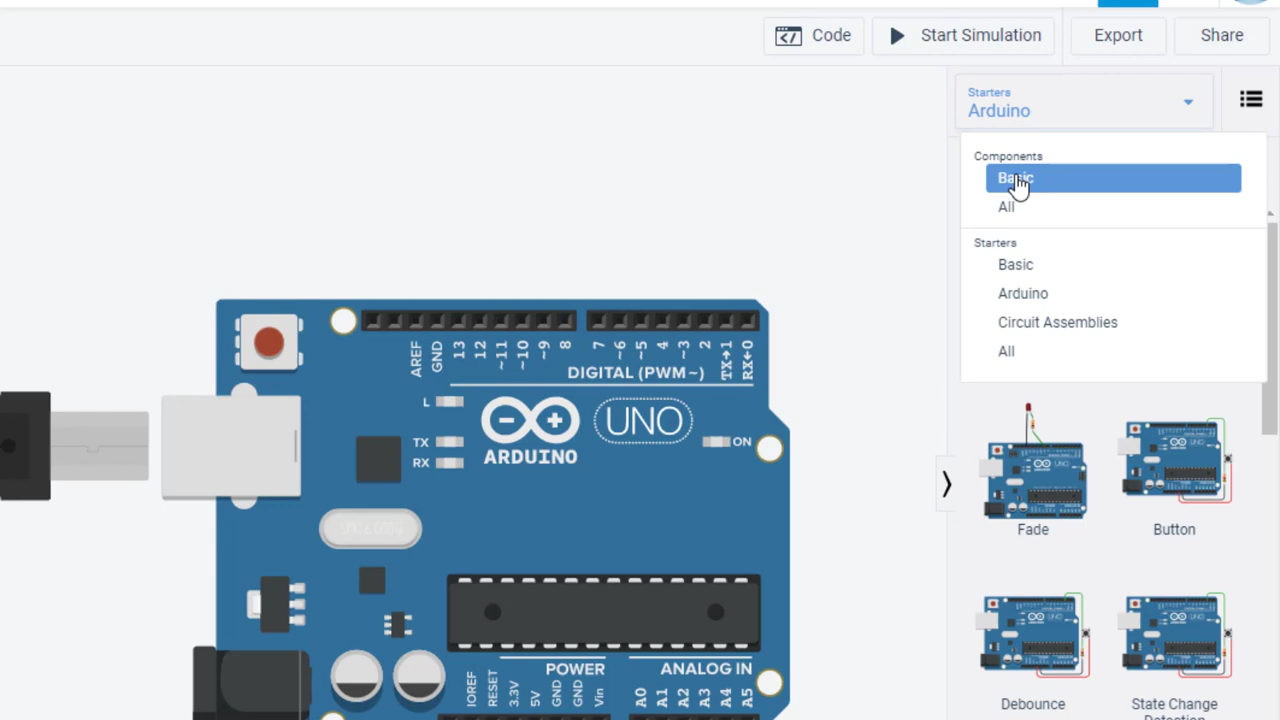 Code
Start Simulation
Export
Share
Starters
Arduino
Components
Basic
All
Starters
Basic
Arduino
Circuit Assemblies
All
AREF
GND
13
12
~11
~10
~9
8
7
~6
~5
4
~3
2
TX→1
RX←0
DIGITAL (PWM~)
L
TX
RX
UNO
ON
ARDUINO
POWER
ANALOG IN
IOREF
RESET
3.3V
5V
GND
GND
Vin
A0
A1
A2
A3
A4
A5
Fade
Button
Debounce
State Change
Detection